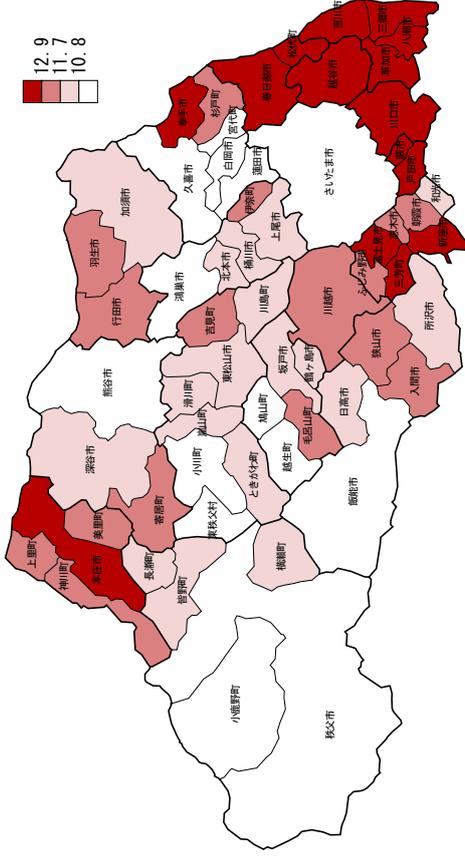 12.9
11.7
10.8
吉川市
三郷市
八潮市
松伏町
越谷市
草加市
春日部市
川口市
蕨市
戸田市
幸手市
杉戸町
宮代町
白岡市
蓮田市
久喜市
さいたま市
和光市
朝霞市
志木市
新座市
富士見市
三芳町
ふじみ野市
加須市
伊奈町
上尾市
桶川市
北本市
鴻巣市
羽生市
行田市
川島町
川越市
所沢市
狭山市
入間市
吉見町
東松山市
坂戸市
鶴ヶ島市
日高市
熊谷市
滑川町
嵐山町
鳩山町
毛呂山町
越生町
小川町
ときがわ町
飯能市
深谷市
寄居町
東秩父村
美里町
上里町
神川町
本庄市
長瀞町
皆野町
横瀬町
小鹿野町
秩父市